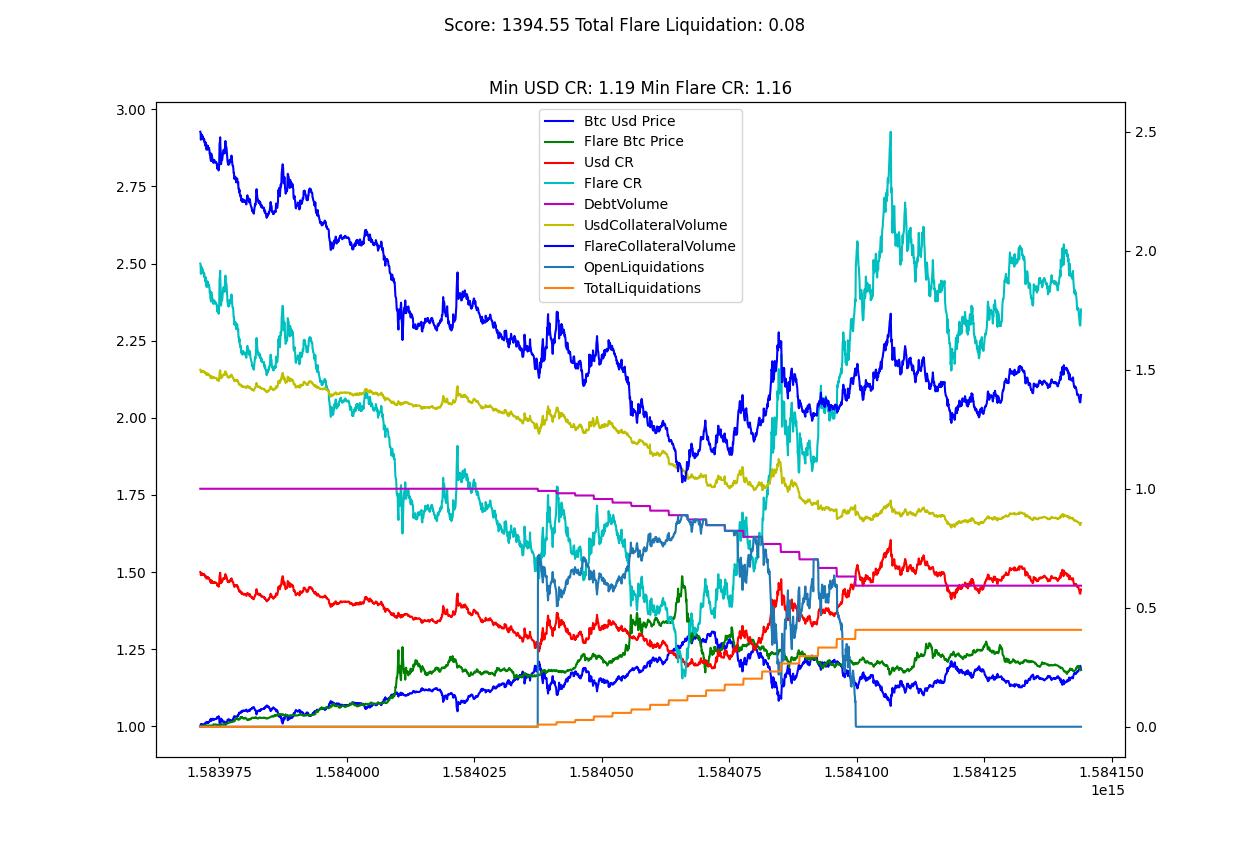 Score: 1394.55 Total Flare Liquidation: 0.08
Min USD CR: 1.19 Min Flare CR: 1.16
Btc Usd Price
Flare Btc Price
Usd CR
Flare CR
DebtVolume
UsdCollateralVolume
FlareCollateralVolume
OpenLiquidations
TotalLiquidations
3.00
2.75
2.50
2.25
2.00
1.75
1.50
1.25
1.00
2.5
2.0
1.5
1.0
0.5
0.0
1.583975
1.584000
1.584025
1.584050
1.584075
1.584100
1.584125
1.584150
1e15